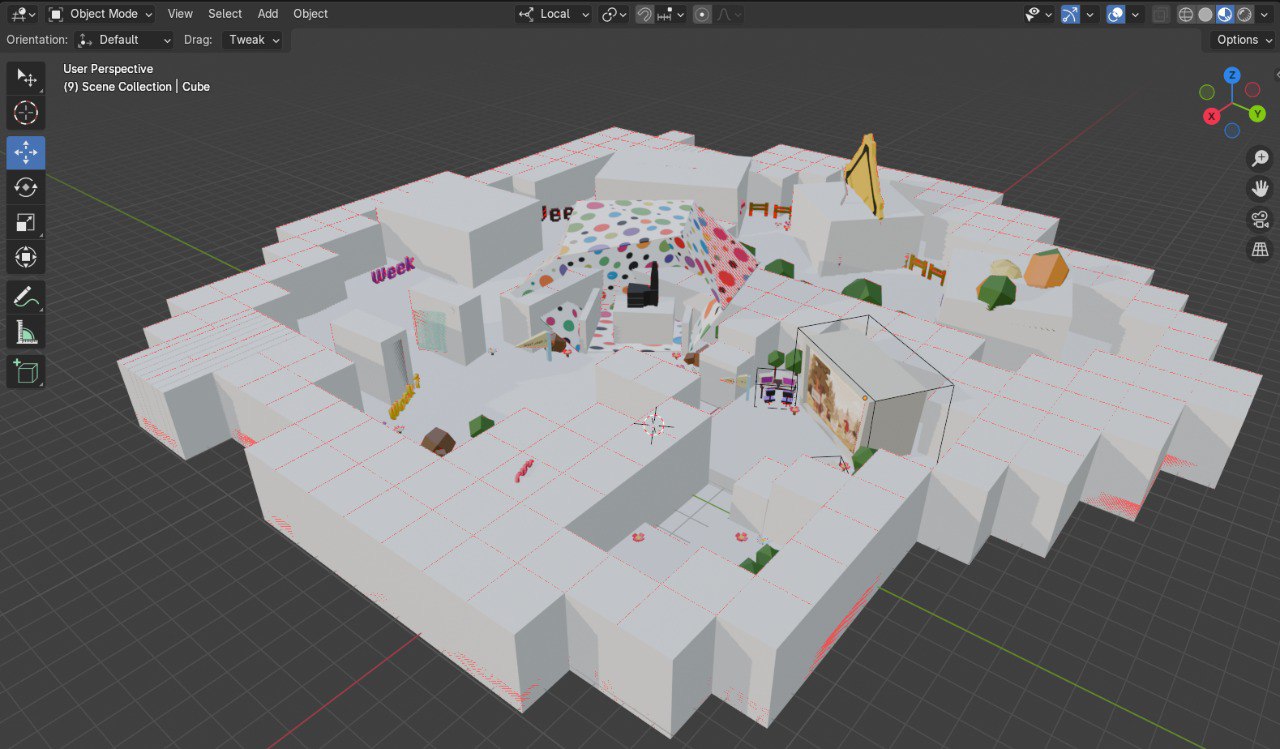 Object Mode View Select Add Object Local
Orientation: Default Drag: Tweak Options
User Perspective
(9) Scene Collection | Cube
Z
Y
X
Week